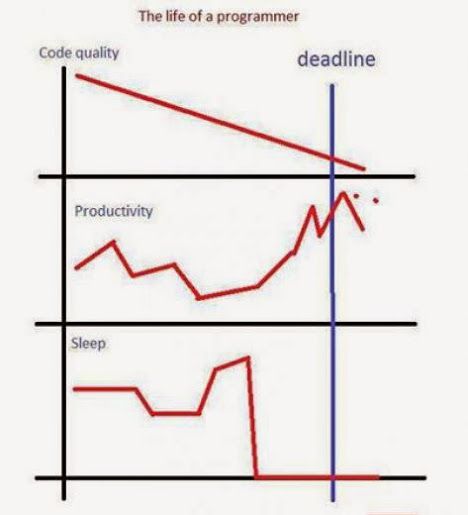 The life of a programmer
Code quality
deadline
Productivity
Sleep